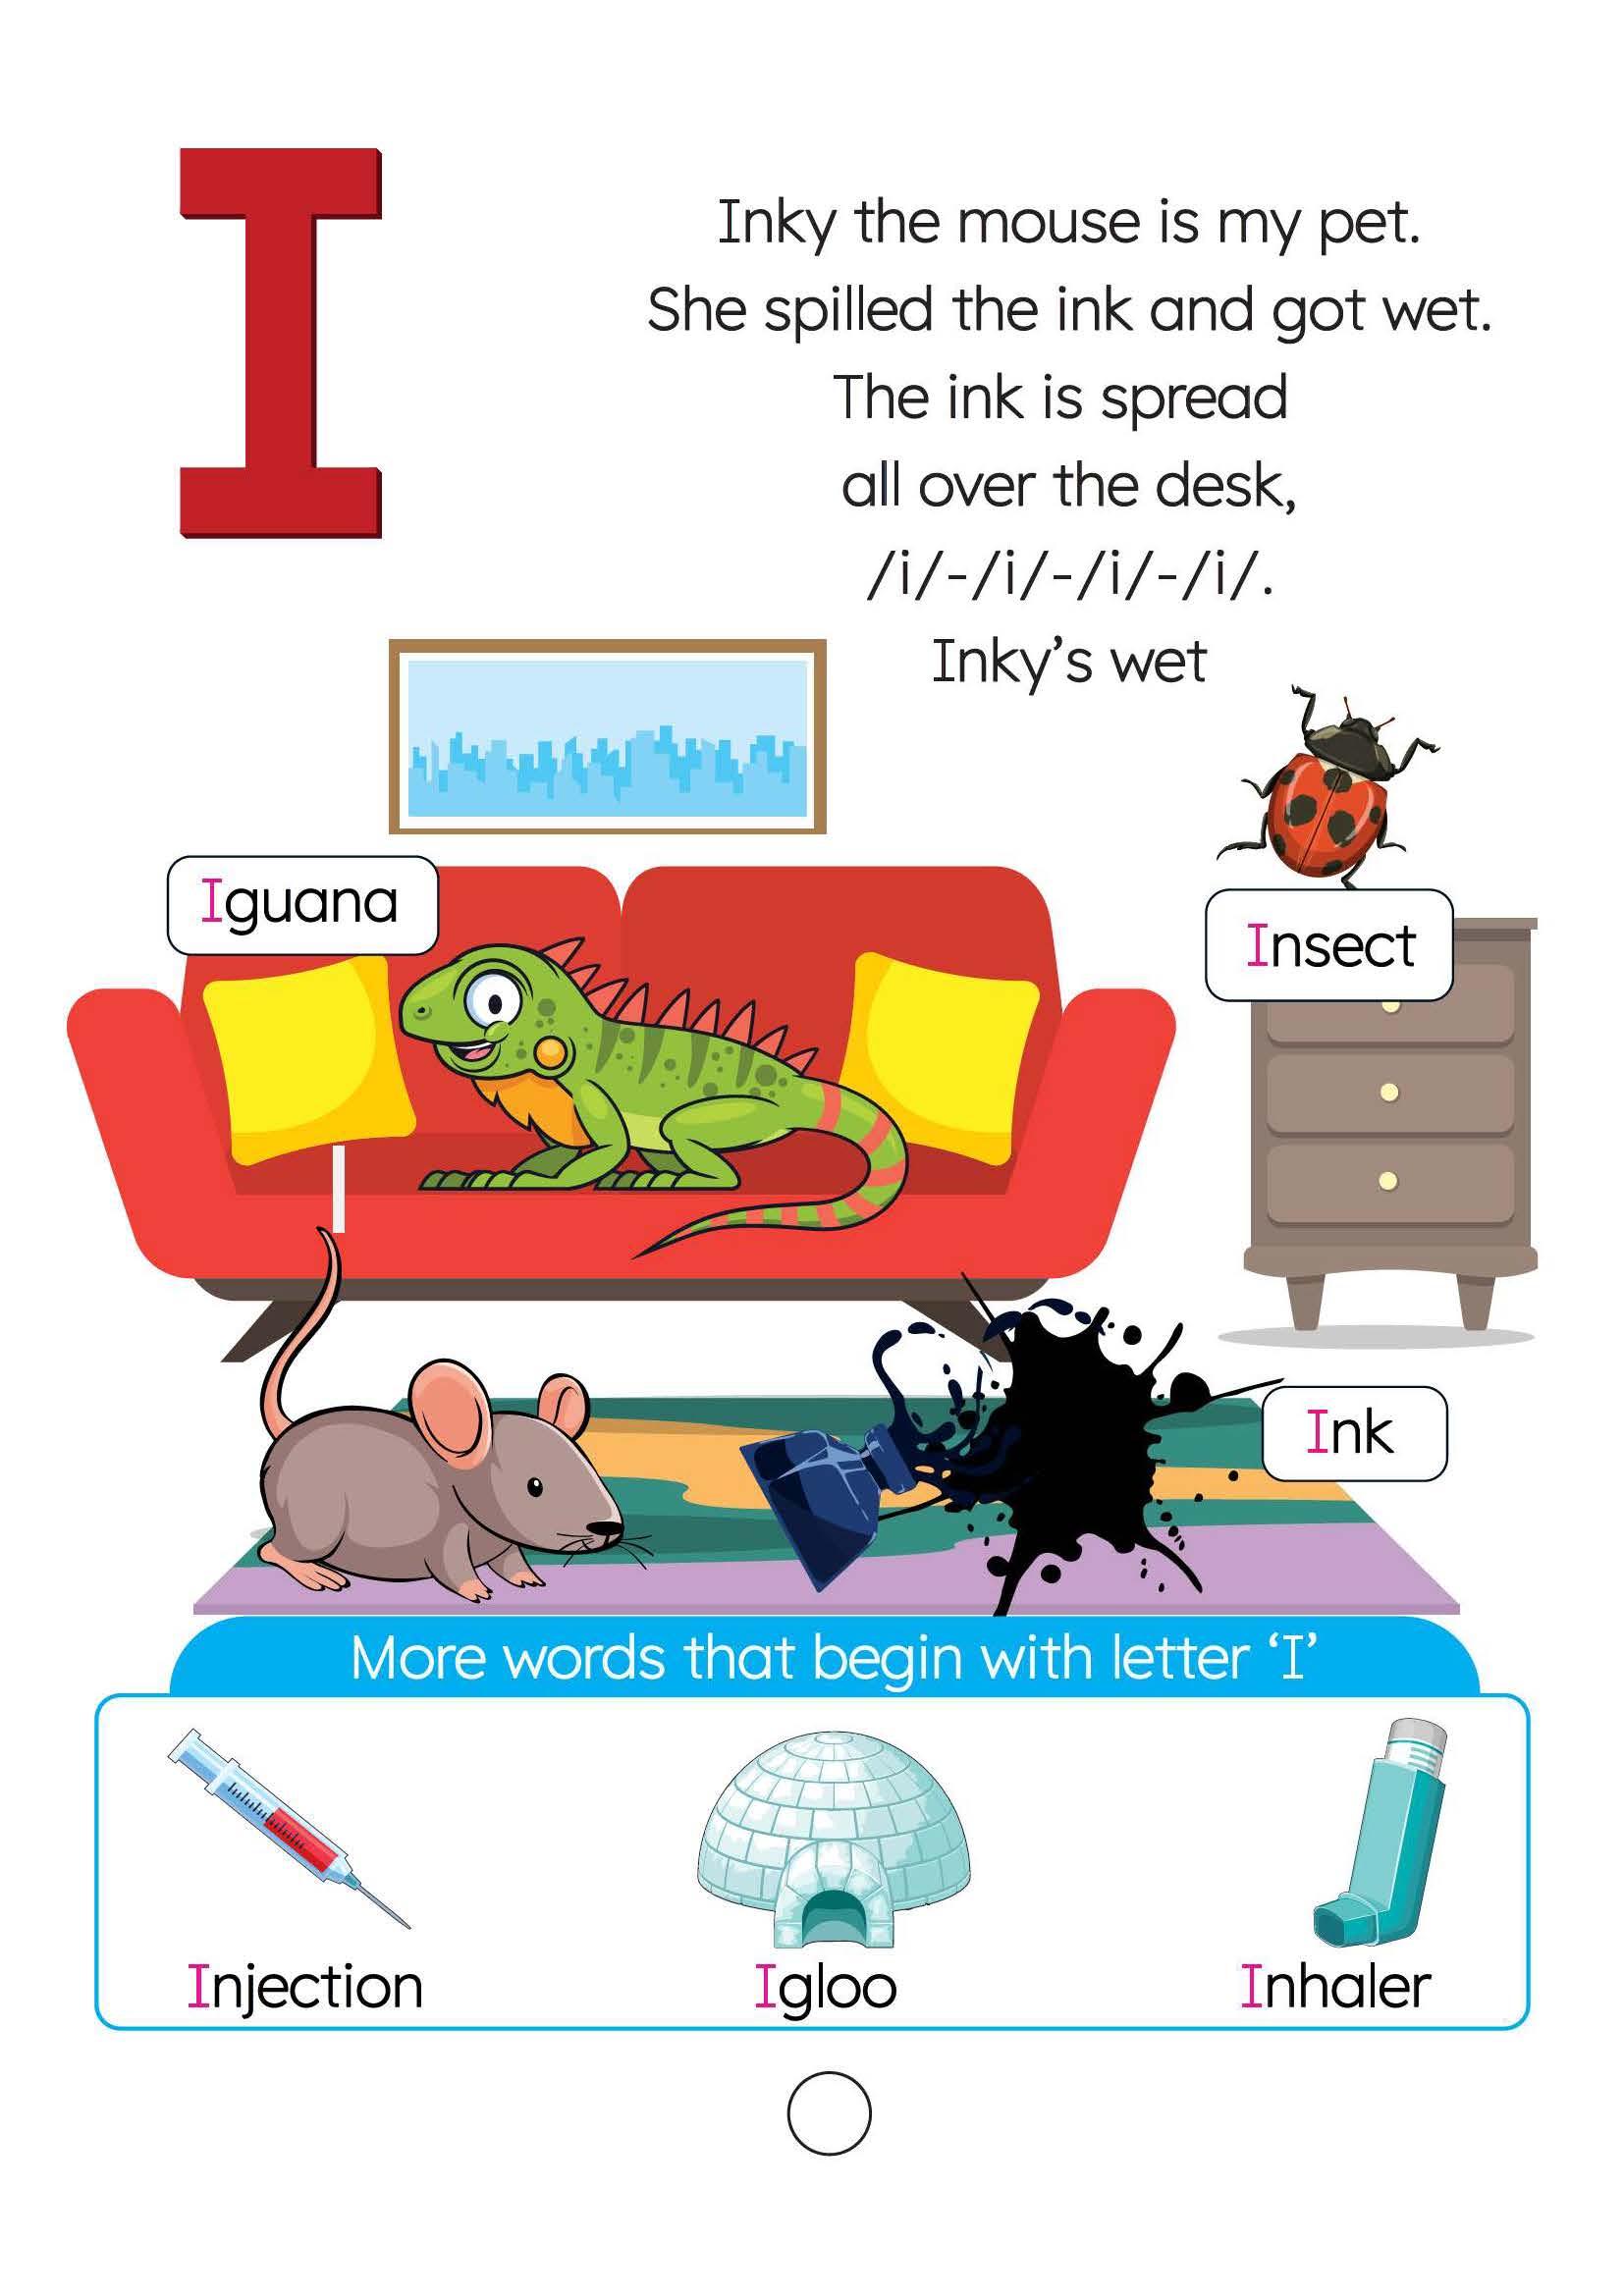 I
Inky the mouse is my pet.
She spilled the ink and got wet.
The ink is spread
all over the desk,
/i/-/i/-/i/-/i/.
Inky’s wet
Iguana
Insect
Ink
More words that begin with letter ‘I’
Injection
Igloo
Inhaler